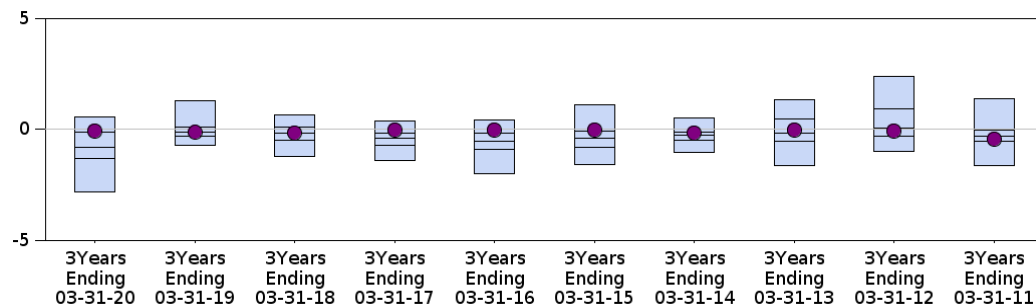 5
0
-5
3Years Ending 03-31-20
3Years Ending 03-31-19
3Years Ending 03-31-18
3Years Ending 03-31-17
3Years Ending 03-31-16
3Years Ending 03-31-15
3Years Ending 03-31-14
3Years Ending 03-31-13
3Years Ending 03-31-12
3Years Ending 03-31-11